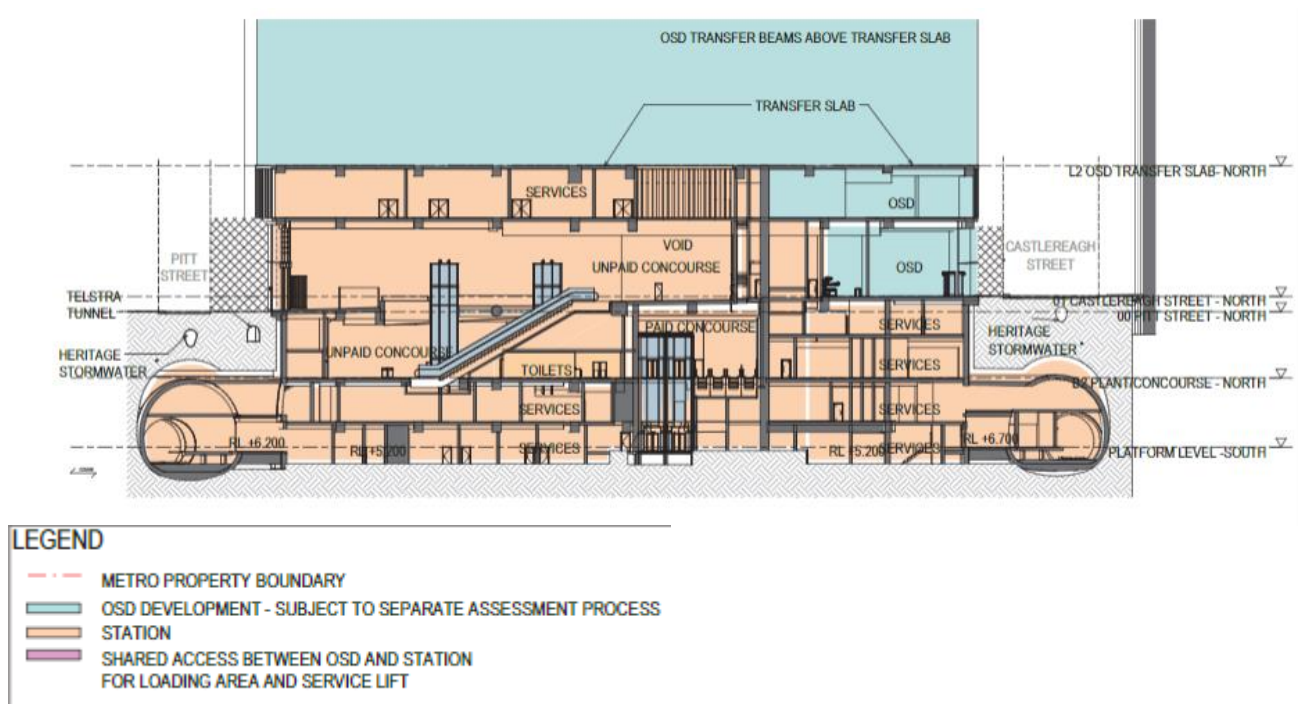 OSD TRANSFER BEAMS ABOVE TRANSFER SLAB
TRANSFER SLAB
L2 OSD TRANSFER SLAB- NORTH
SERVICES
OSD
PITT
STREET
VOID
UNPAID CONCOURSE
OSD
CASTLEREAGH
STREET
TELSTRA
TUNNEL
01 CASTLEREAGH STREET - NORTH
00 PITT STREET - NORTH
PAID CONCOURSE
SERVICES
HERITAGE
STORMWATER
HERITAGE
STORMWATER
UNPAID CONCOURSE
TOILETS
SERVICES
B2 PLANT/CONCOURSE - NORTH
SERVICES
SERVICES
RL +6.200
RL +5.200
SERVICES
RL +5.200
SERVICES
RL +6.700
PLATFORM LEVEL -SOUTH
LEGEND
METRO PROPERTY BOUNDARY
OSD DEVELOPMENT - SUBJECT TO SEPARATE ASSESSMENT PROCESS
STATION
SHARED ACCESS BETWEEN OSD AND STATION
FOR LOADING AREA AND SERVICE LIFT